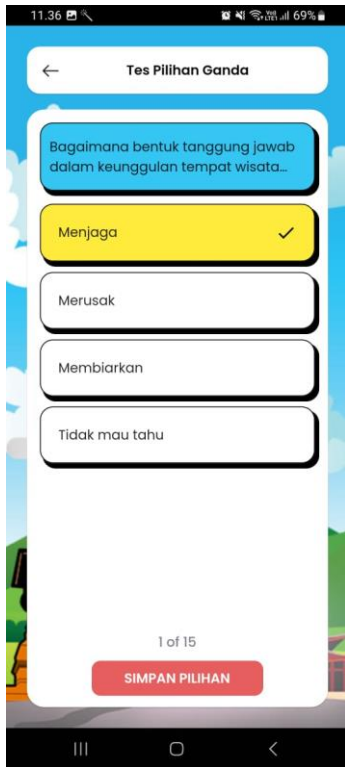 11.36 69%
Tes Pilihan Ganda
Bagaimana bentuk tanggung jawab
dalam keunggulan tempat wisata...
Menjaga
Merusak
Membiarkan
Tidak mau tahu
1 of 15
SIMPAN PILIHAN